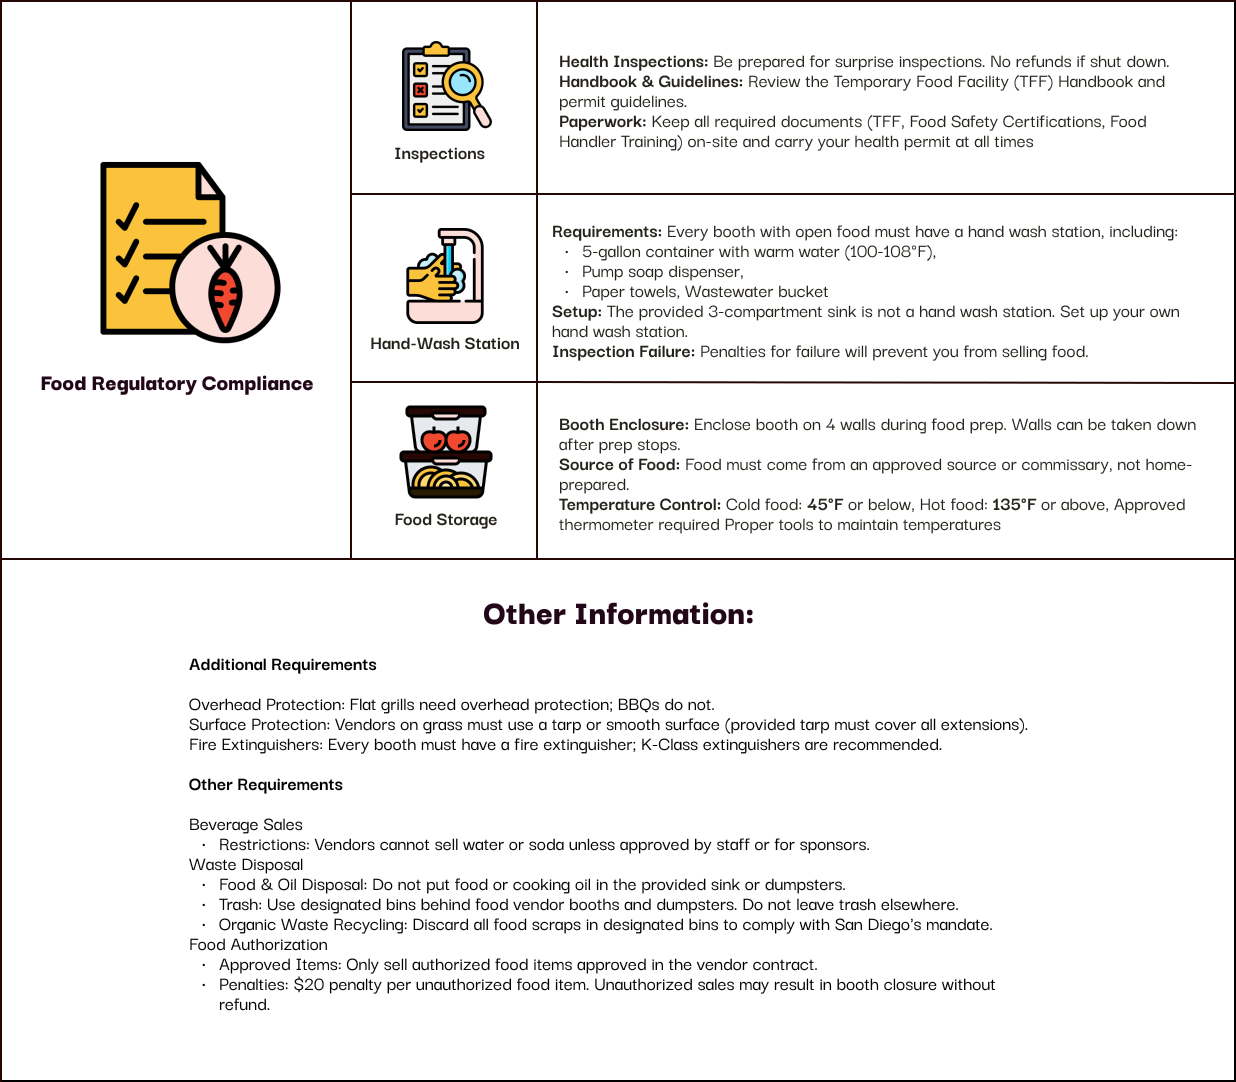 Food Regulatory Compliance
Inspections
Health Inspections: Be prepared for surprise inspections. No refunds if shut down.
Handbook & Guidelines: Review the Temporary Food Facility (TFF) Handbook and
permit guidelines.
Paperwork: Keep all required documents (TFF, Food Safety Certifications, Food
Handler Training) on-site and carry your health permit at all times
Hand-Wash Station
Requirements: Every booth with open food must have a hand wash station, including:
· 5-gallon container with warm water (100-108°F),
· Pump soap dispenser,
· Paper towels, Wastewater bucket
Setup: The provided 3-compartment sink is not a hand wash station. Set up your own
hand wash station.
Inspection Failure: Penalties for failure will prevent you from selling food.
Food Storage
Booth Enclosure: Enclose booth on 4 walls during food prep. Walls can be taken down
after prep stops.
Source of Food: Food must come from an approved source or commissary, not home-
prepared.
Temperature Control: Cold food: 45°F or below, Hot food: 135°F or above, Approved
thermometer required Proper tools to maintain temperatures
Other Information:
Additional Requirements
Overhead Protection: Flat grills need overhead protection; BBQs do not.
Surface Protection: Vendors on grass must use a tarp or smooth surface (provided tarp must cover all extensions).
Fire Extinguishers: Every booth must have a fire extinguisher; K-Class extinguishers are recommended.
Other Requirements
Beverage Sales
· Restrictions: Vendors cannot sell water or soda unless approved by staff or for sponsors.
Waste Disposal
· Food & Oil Disposal: Do not put food or cooking oil in the provided sink or dumpsters.
· Trash: Use designated bins behind food vendor booths and dumpsters. Do not leave trash elsewhere.
· Organic Waste Recycling: Discard all food scraps in designated bins to comply with San Diego's mandate.
Food Authorization
· Approved Items: Only sell authorized food items approved in the vendor contract.
· Penalties: $20 penalty per unauthorized food item. Unauthorized sales may result in booth closure without
refund.